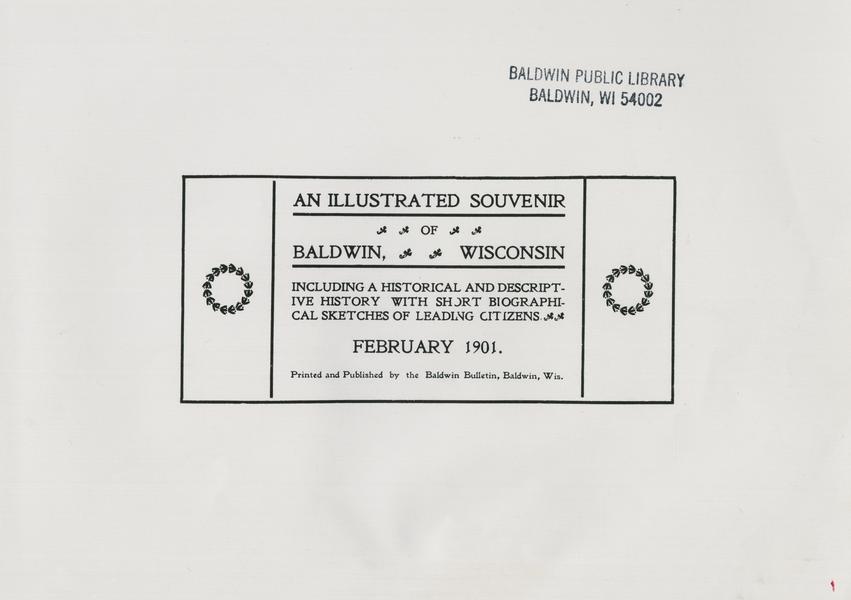 BALDWIN PUBLIC LIBRARY
BALDWIN, WI 54002
AN ILLUSTRATED SOUVENIR
OF
BALDWIN, WISCONSIN
INCLUDING A HISTORICAL AND DESCRIPT-
IVE HISTORY WITH SHORT BIOGRAPHI-
CAL SKETCHES OF LEADING CITIZENS.
FEBRUARY 1901.
Printed and Published by the Baldwin Bulletin, Baldwin, Wis.